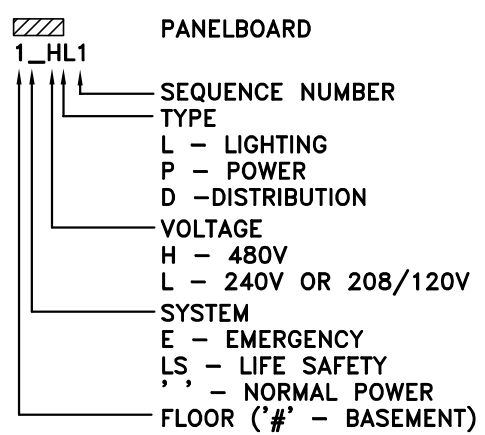 PANELBOARD
1_HL1
SEQUENCE NUMBER
TYPE
L – LIGHTING
P – POWER
D –DISTRIBUTION
VOLTAGE
H – 480V
L – 240V OR 208/120V
SYSTEM
E – EMERGENCY
LS – LIFE SAFETY
' ' – NORMAL POWER
FLOOR ('#' – BASEMENT)